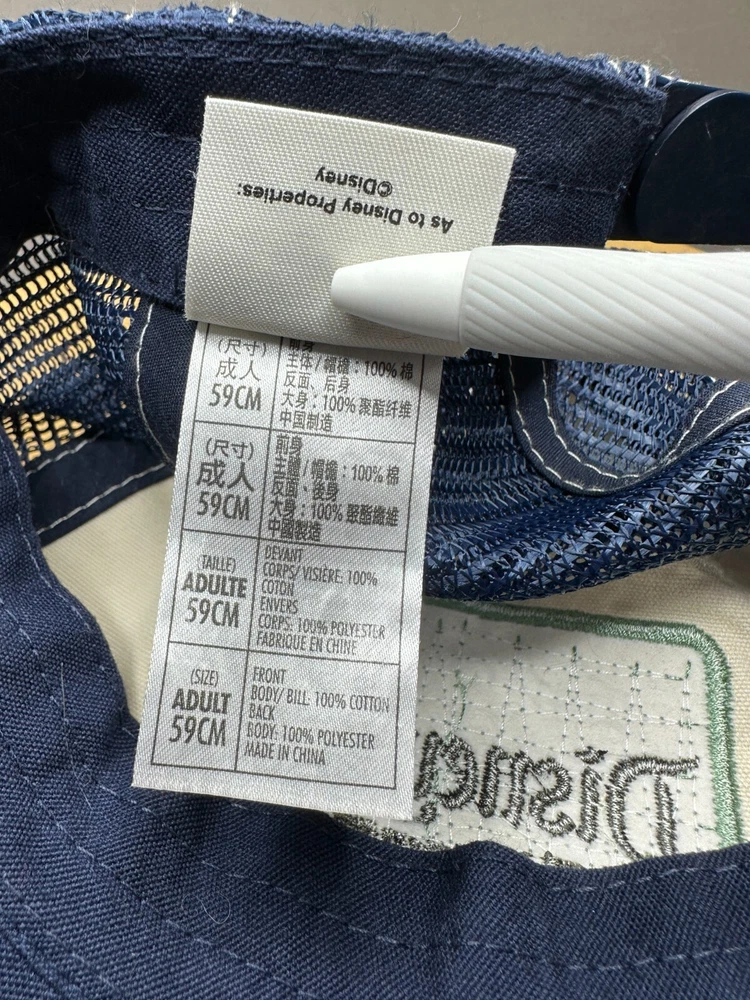 As to Disney Properties:
©Disney
(尺寸)
成人
59CM
前身
主体/帽檐：100% 棉
反面、后身
大身：100% 聚酯纤维
中国制造
(尺寸)
成人
59CM
前身
主體/帽檐：100% 棉
反面、後身
大身：100% 聚酯纖維
中國製造
(TAILLE)
ADULTE
59CM
DEVANT
CORPS/ VISIÈRE: 100%
COTON
ENVERS
CORPS: 100% POLYESTER
FABRIQUE EN CHINE
(SIZE)
ADULT
59CM
FRONT
BODY/ BILL: 100% COTTON
BACK
BODY: 100% POLYESTER
MADE IN CHINA
Disney